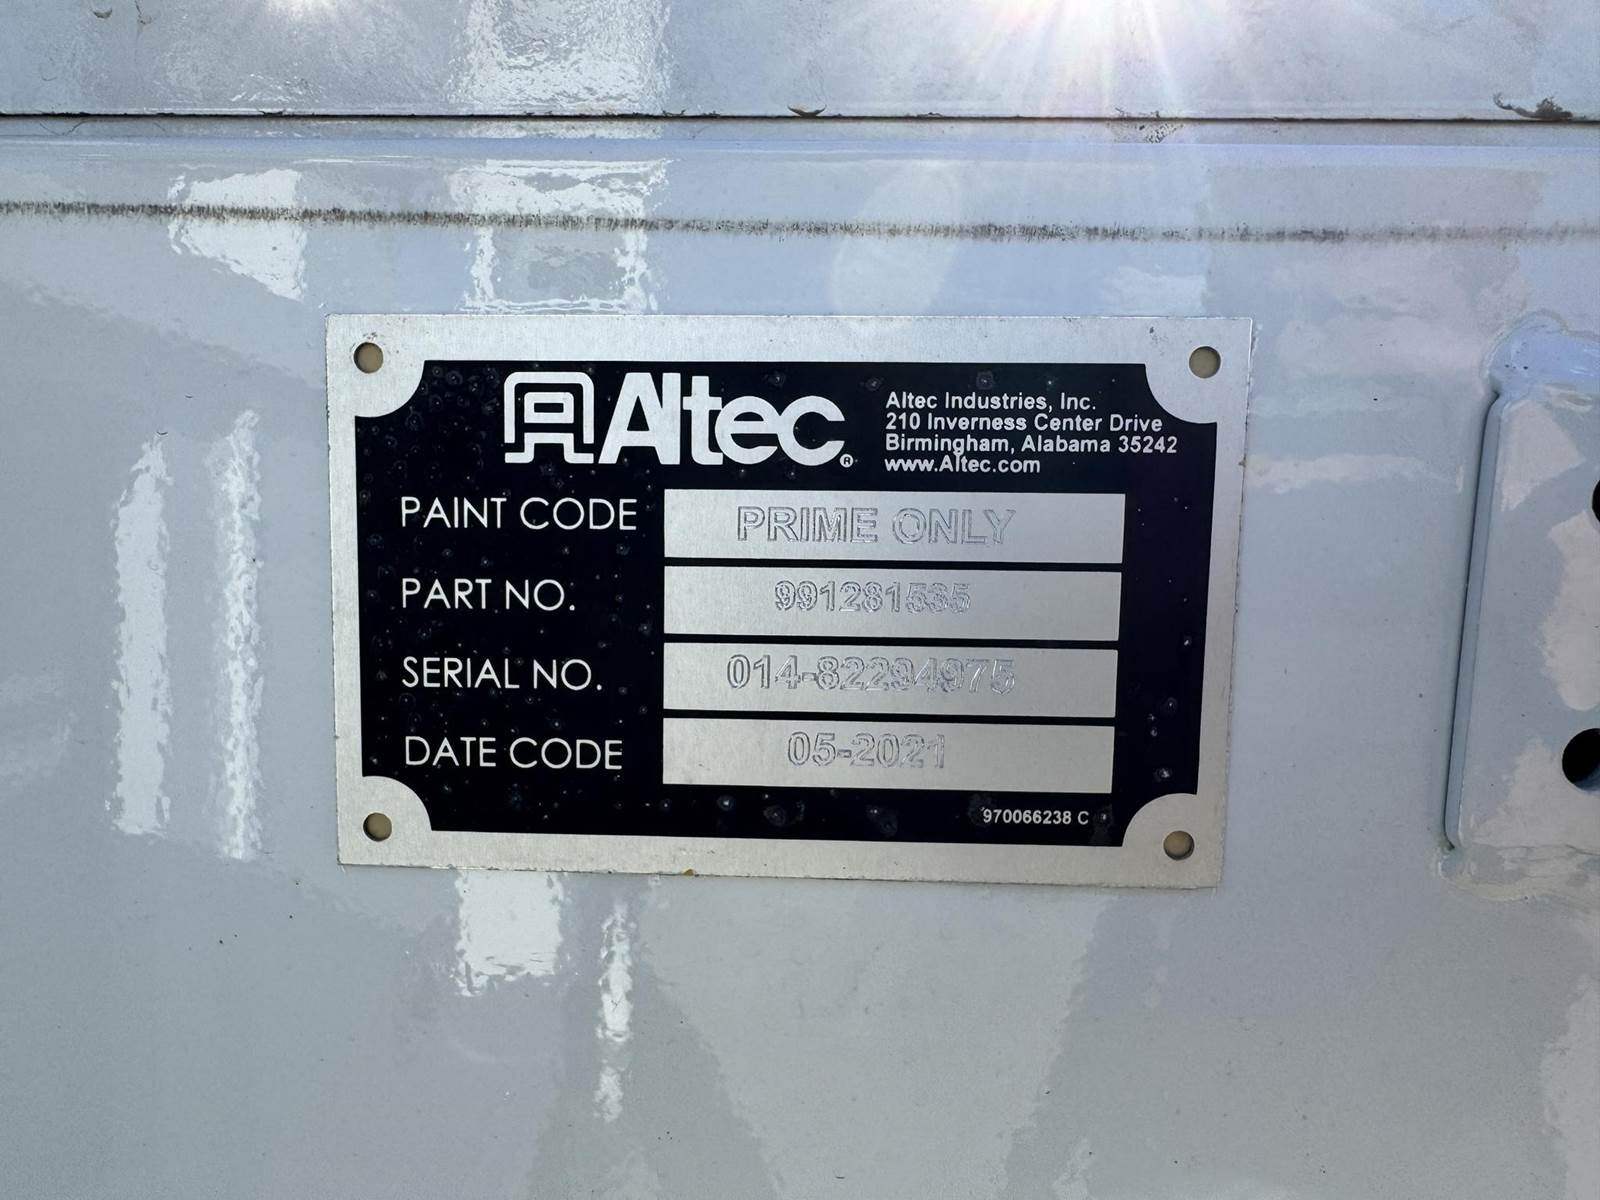 Altec®
Altec Industries, Inc.
210 Inverness Center Drive
Birmingham, Alabama 35242
www.Altec.com
PAINT CODE PRIME ONLY
PART NO. 991281535
SERIAL NO. 014-82294975
DATE CODE 05-2021
970066238 C